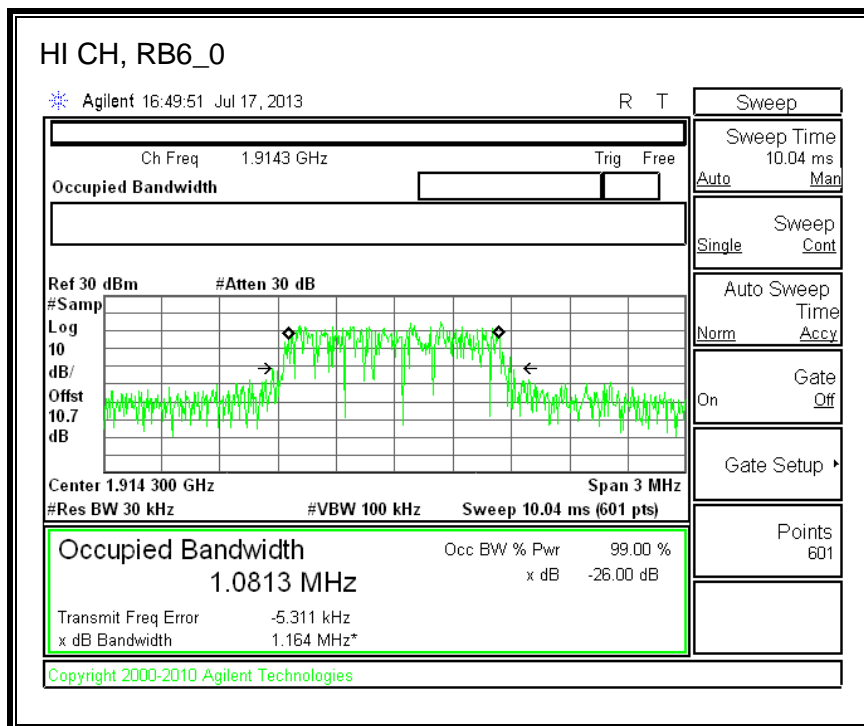 HI CH, RB6_0
Agilent 16:49:51 Jul 17, 2013 R T
Ch Freq 1.9143 GHz Trig Free
Occupied Bandwidth
Ref 30 dBm #Atten 30 dB
#Samp
Log
10
dB/
Offst
10.7
dB
Center 1.914 300 GHz Span 3 MHz
#Res BW 30 kHz #VBW 100 kHz Sweep 10.04 ms (601 pts)
Occupied Bandwidth Occ BW % Pwr 99.00 %
1.0813 MHz x dB -26.00 dB
Transmit Freq Error -5.311 kHz
x dB Bandwidth 1.164 MHz*
Copyright 2000-2010 Agilent Technologies
Sweep
Sweep Time
10.04 ms
Auto Man
Sweep
Single Cont
Auto Sweep
Time
Norm Accy
Gate
On Off
Gate Setup
Points
601